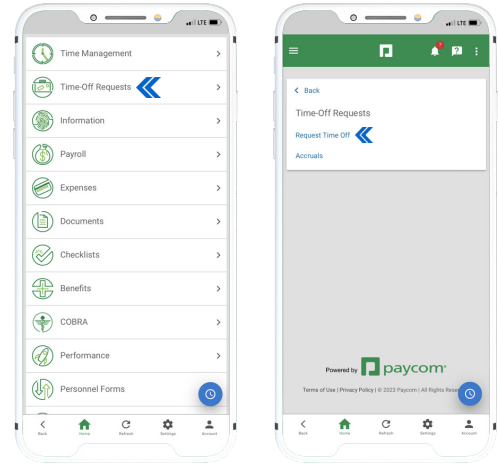 LTE
Time Management
Time-Off Requests
Information
Payroll
Expenses
Documents
Checklists
Benefits
COBRA
Performance
Personnel Forms
Back Home Refresh Settings Account
LTE
Back
Time-Off Requests
Request Time Off
Accruals
Powered by paycom
Terms of Use | Privacy Policy | © 2023 Paycom | All Rights
Back Home Refresh Settings Account